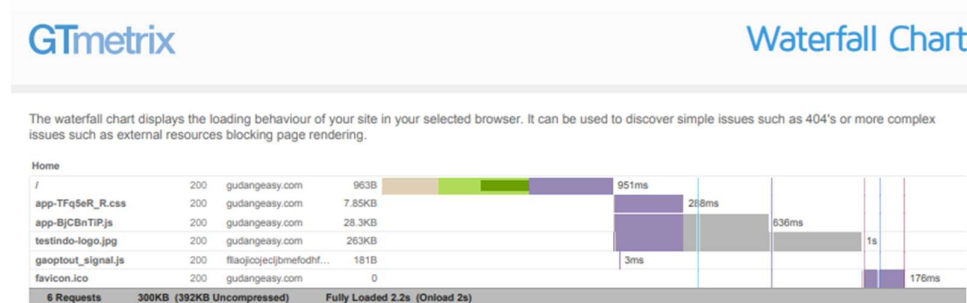 GTmetrix
Waterfall Chart
The waterfall chart displays the loading behaviour of your site in your selected browser. It can be used to discover simple issues such as 404's or more complex
issues such as external resources blocking page rendering.
Home
/ 200 gudangeasy.com 963B 951ms
app-TFq5eR_R.css 200 gudangeasy.com 7.85KB 288ms
app-BjCBnTiP.js 200 gudangeasy.com 28.3KB 636ms
testindo-logo.jpg 200 gudangeasy.com 263KB 1s
gaoptout_signal.js 200 fllaojicojecljbmefodhf... 181B 3ms
favicon.ico 200 gudangeasy.com 0 176ms
6 Requests 300KB (392KB Uncompressed) Fully Loaded 2.2s (Onload 2s)